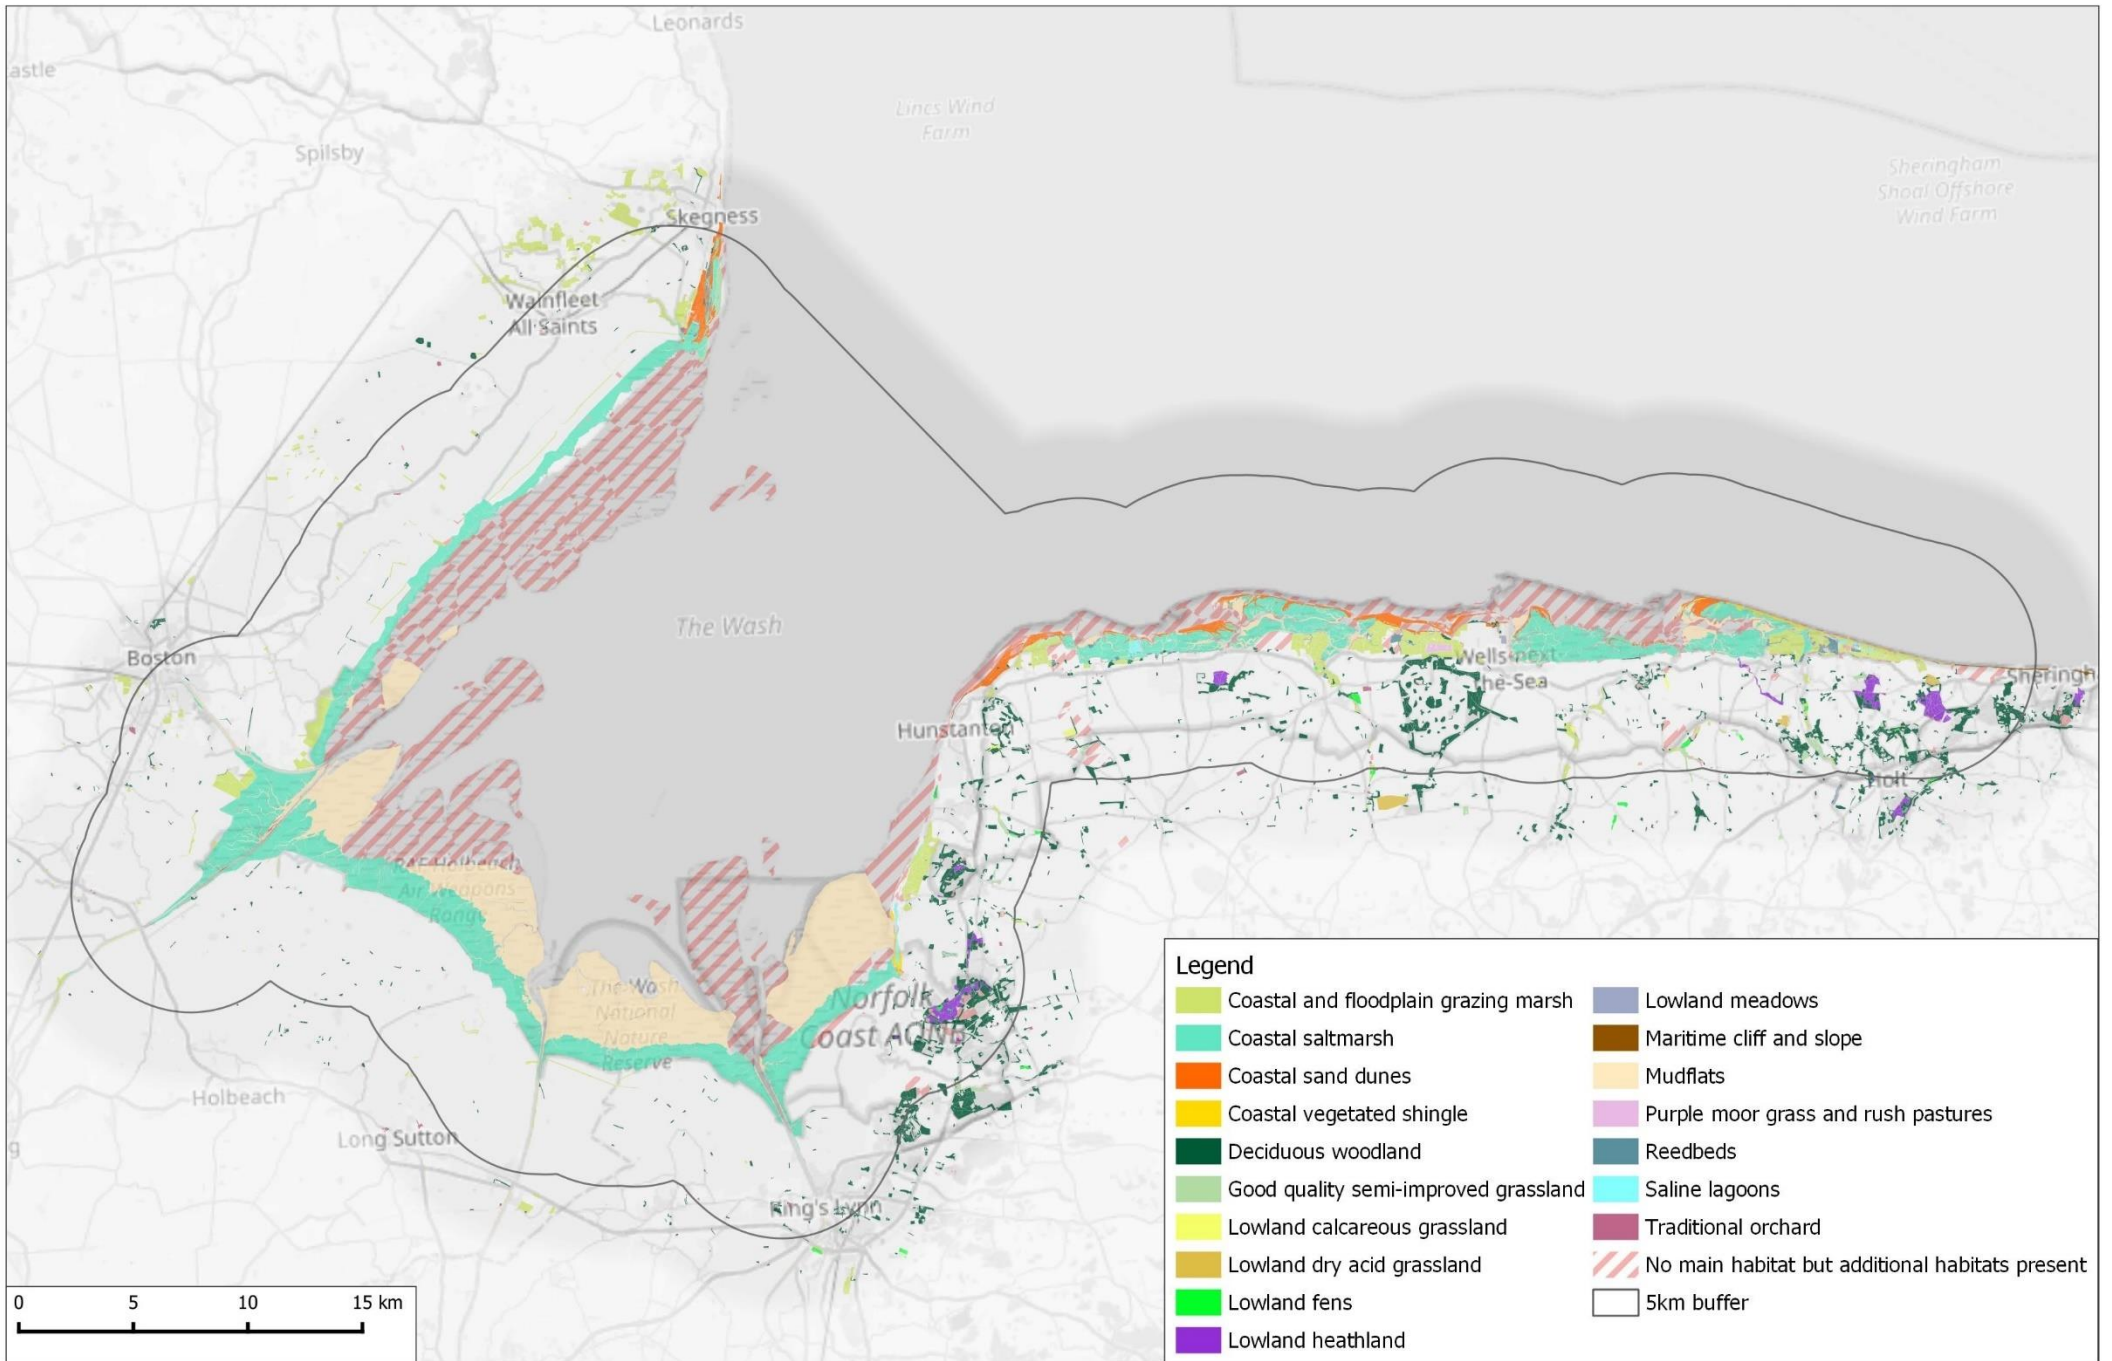 Leonards
astle
Lincs Wind
Farm
Spilsby
Sheringham
Shoal Offshore
Wind Farm
Skegness
Wainfleet
All Saints
The Wash
Boston
Wells-next-
the-Sea
Sheringh
Hunstanton
Holt
RAF Holbeach
Air Weapons
Range
The Wash
National
Nature
Reserve
Norfolk
Coast AONB
Holbeach
Long Sutton
g
King's Lynn
0 5 10 15 km
Legend
Coastal and floodplain grazing marsh
Coastal saltmarsh
Coastal sand dunes
Coastal vegetated shingle
Deciduous woodland
Good quality semi-improved grassland
Lowland calcareous grassland
Lowland dry acid grassland
Lowland fens
Lowland heathland
Lowland meadows
Maritime cliff and slope
Mudflats
Purple moor grass and rush pastures
Reedbeds
Saline lagoons
Traditional orchard
No main habitat but additional habitats present
5km buffer